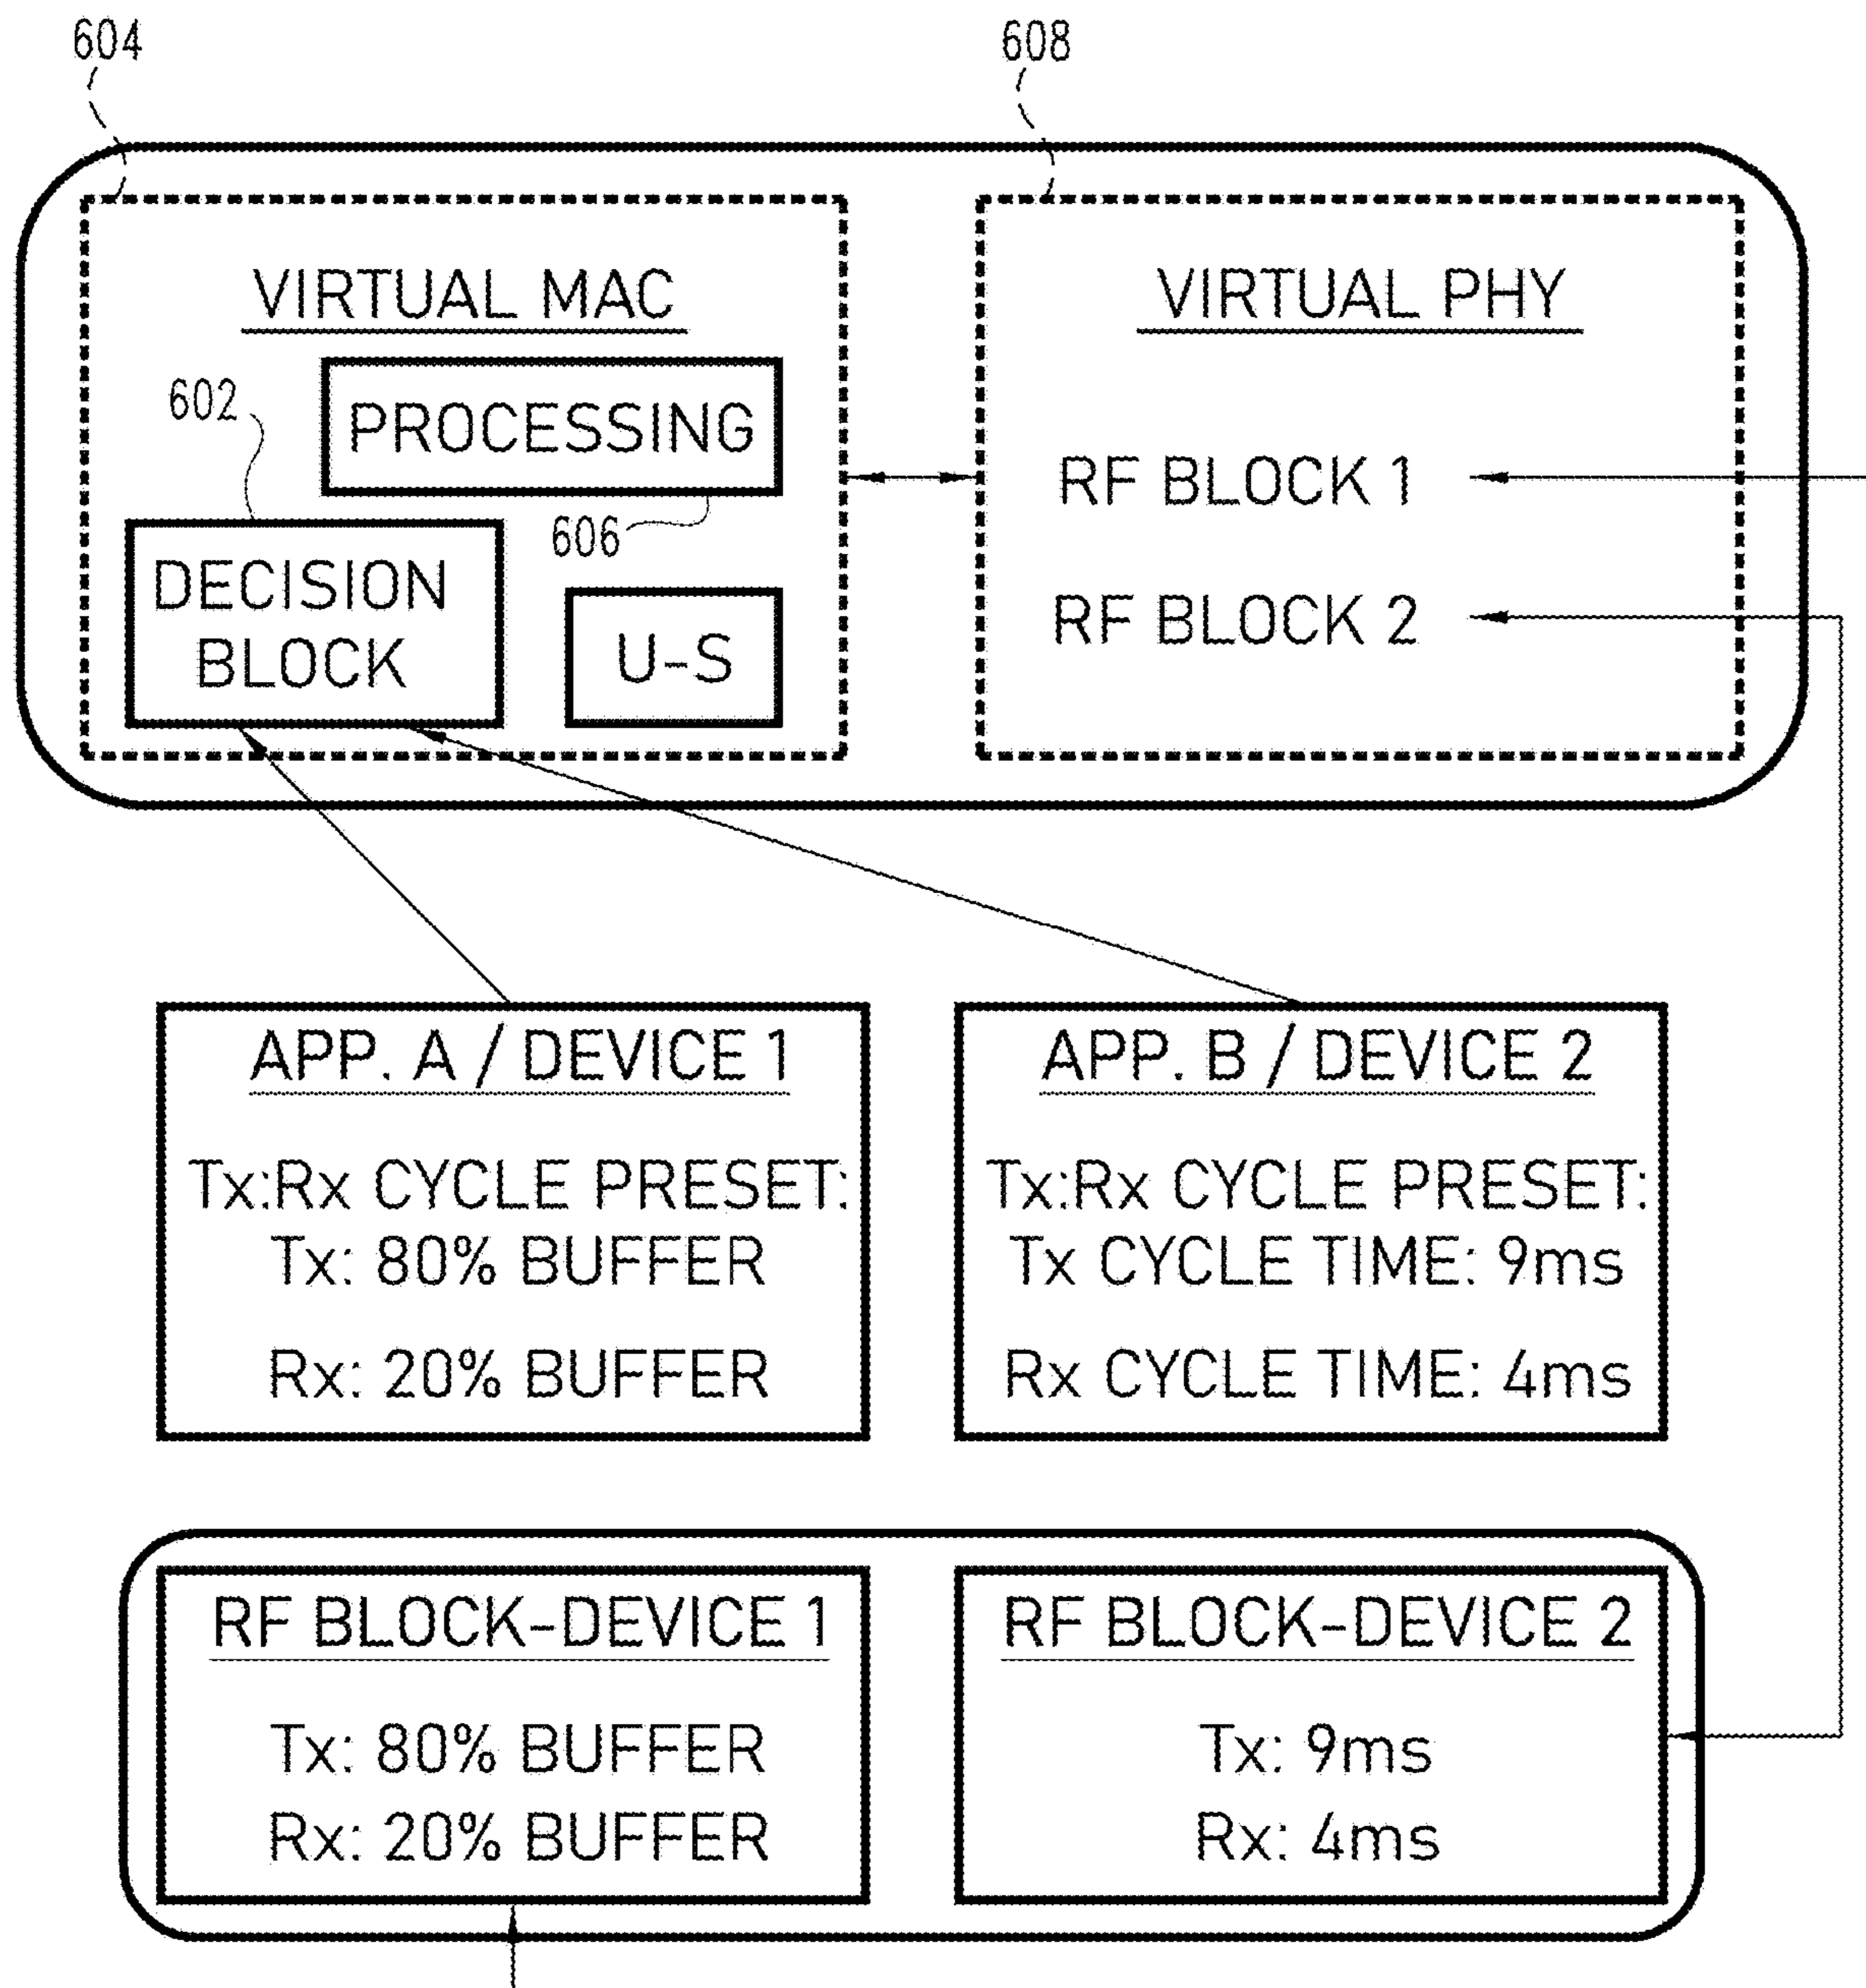 604
608
VIRTUAL MAC
VIRTUAL PHY
602
PROCESSING
RF BLOCK 1
606
DECISION
BLOCK
U-S
RF BLOCK 2
APP. A / DEVICE 1
Tx:Rx CYCLE PRESET:
Tx: 80% BUFFER
Rx: 20% BUFFER
APP. B / DEVICE 2
Tx:Rx CYCLE PRESET:
Tx CYCLE TIME: 9ms
Rx CYCLE TIME: 4ms
RF BLOCK-DEVICE 1
Tx: 80% BUFFER
Rx: 20% BUFFER
RF BLOCK-DEVICE 2
Tx: 9ms
Rx: 4ms